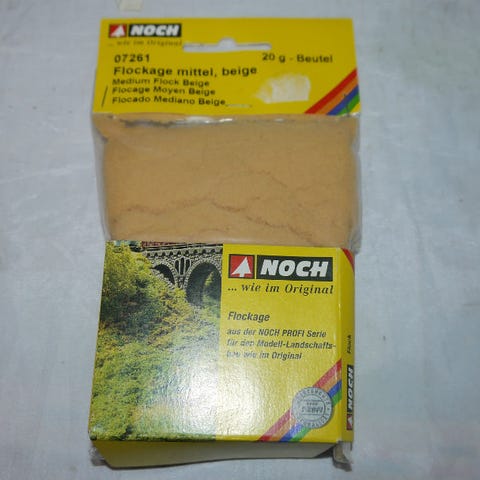 NOCH
... wie im Original
07261
20 g - Beutel
Flockage mittel, beige
Medium Flock Beige
Flocage Moyen Beige
Flocado Mediano Beige
NOCH
... wie im Original
Flockage
aus der NOCH PROFI Serie
für den Modell-Landschafts-
bau wie im Original
NOCH
Flock